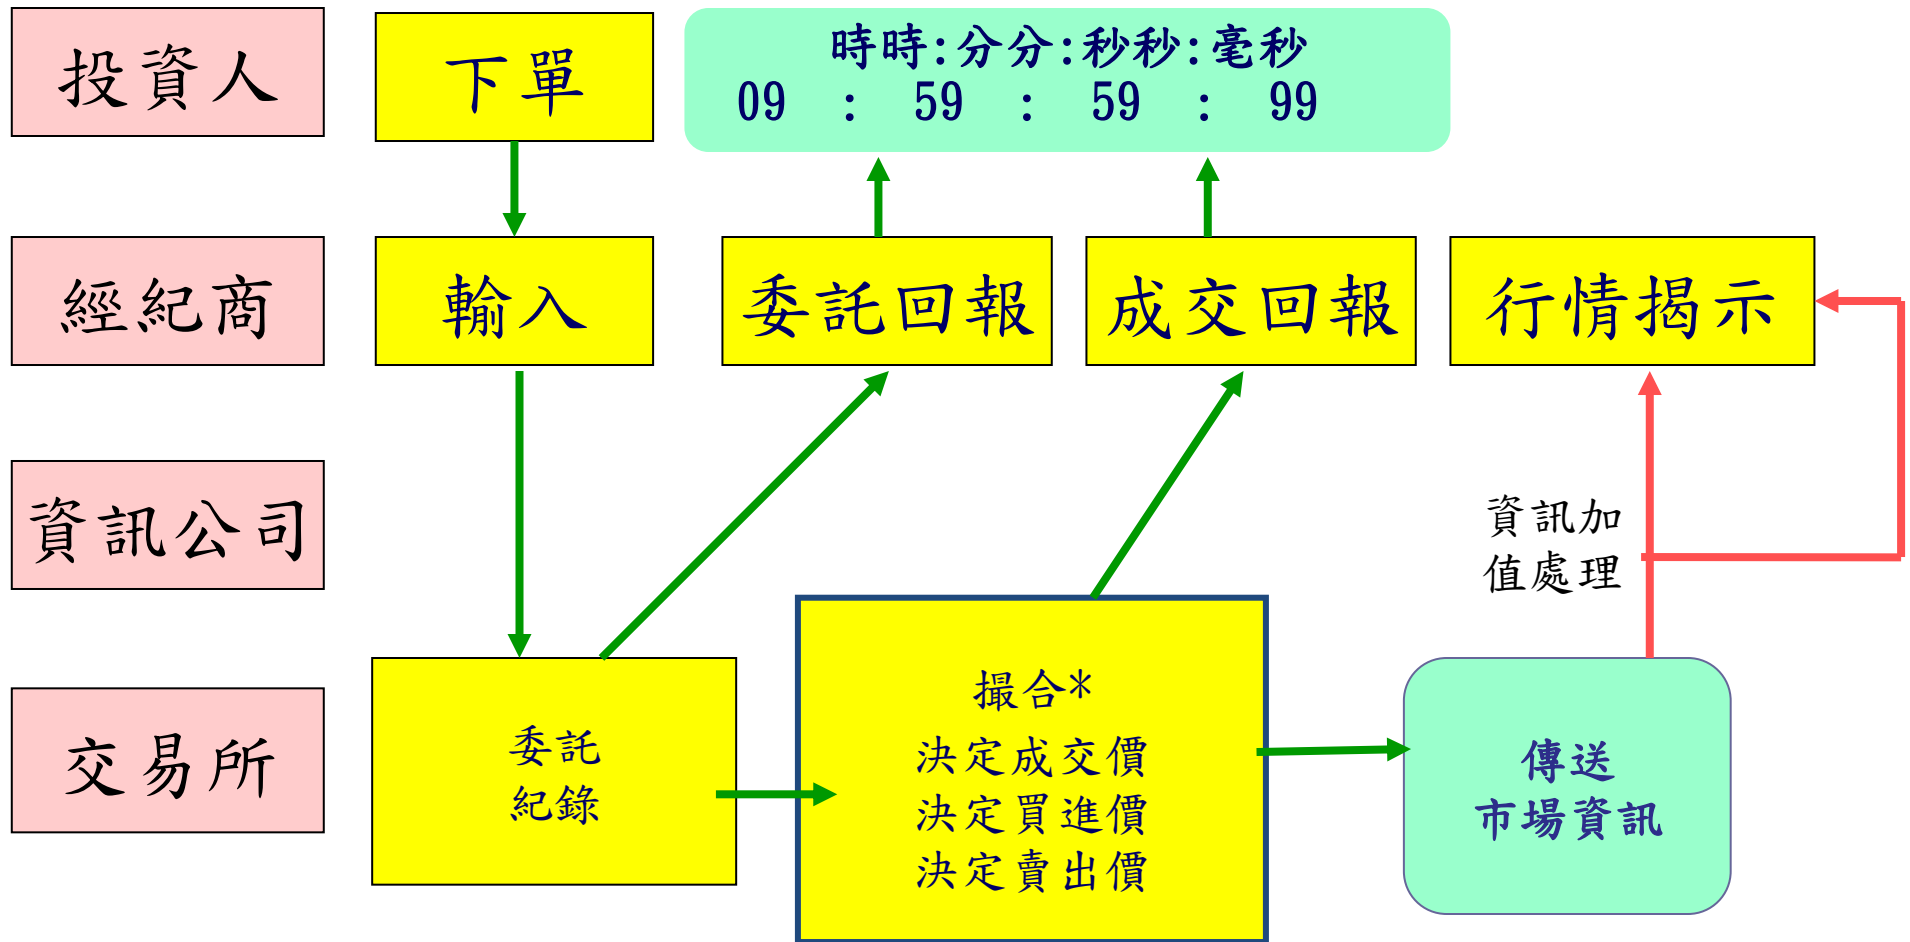 投資人
下單
時時:分分:秒秒:毫秒
09 : 59 : 59 : 99
經紀商
輸入
委託回報
成交回報
行情揭示
資訊公司
資訊加
值處理
交易所
委託
紀錄
撮合*
決定成交價
決定買進價
決定賣出價
傳送
市場資訊